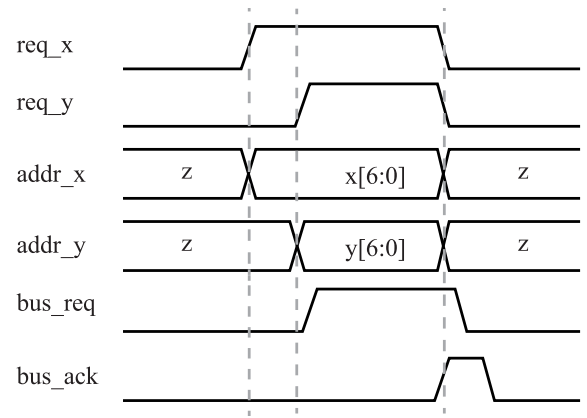 req_x
req_y
addr_x z x[6:0] z
addr_y z y[6:0] z
bus_req
bus_ack